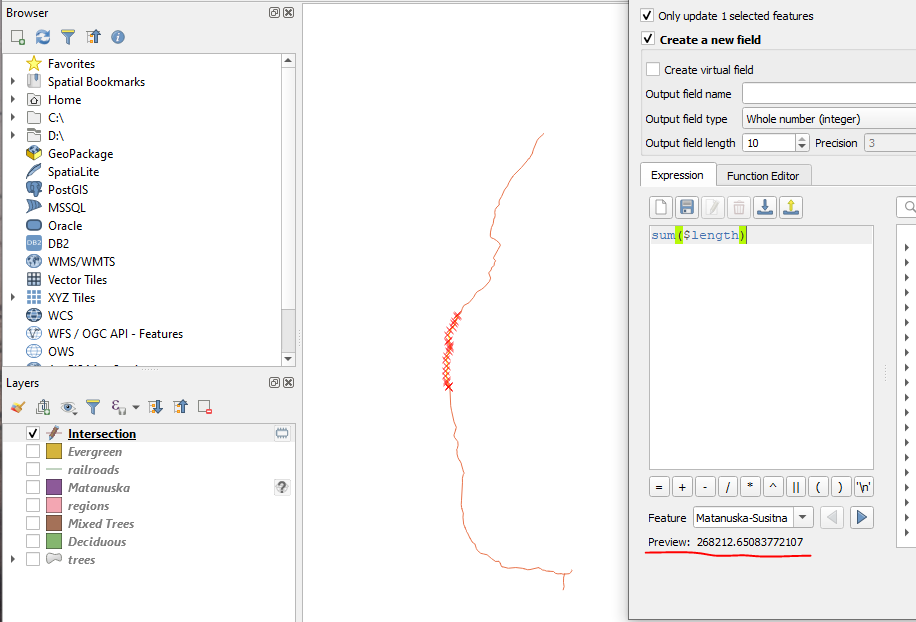 Browser
Favorites
Spatial Bookmarks
Home
C:\
D:\
GeoPackage
SpatiaLite
PostGIS
MSSQL
Oracle
DB2
DB2
WMS/WMTS
Vector Tiles
XYZ Tiles
WCS
WFS / OGC API - Features
OWS
Layers
Intersection
Evergreen
railroads
Matanuska
?
regions
Mixed Trees
Deciduous
trees
Only update 1 selected features
Create a new field
Create virtual field
Output field name
Output field type Whole number (integer)
Output field length 10 Precision 3
Expression Function Editor
sum($length)
= + - / * ^ || ( ) '\n'
Feature Matanuska-Susitna
Preview: 268212.65083772107